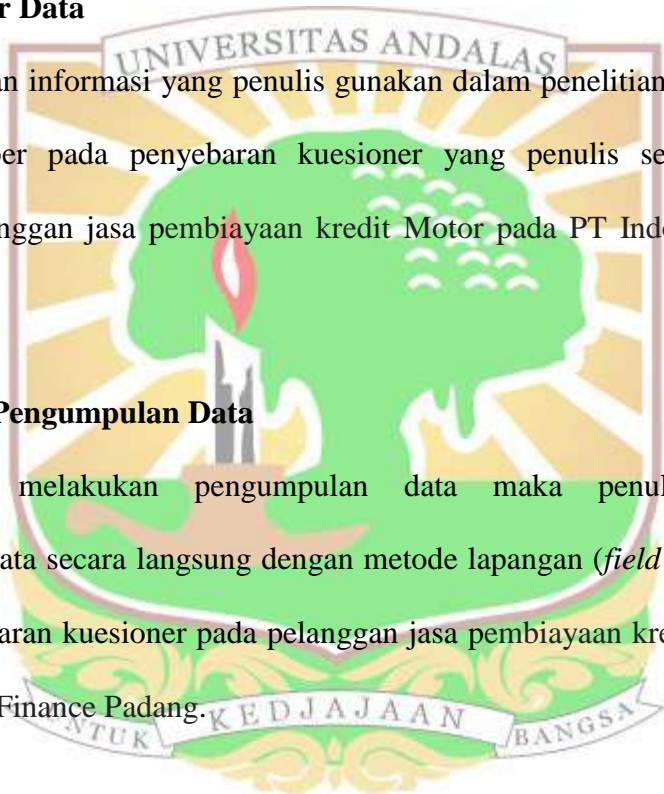 r Data
UNIVERSITAS ANDALAS
an informasi yang penulis gunakan dalam penelitian
ber pada penyebaran kuesioner yang penulis se
nggan jasa pembiayaan kredit Motor pada PT Indo
Pengumpulan Data
melakukan pengumpulan data maka penul
ata secara langsung dengan metode lapangan (field
aran kuesioner pada pelanggan jasa pembiayaan kre
Finance Padang.
UNTUK KEDJAJAAN BANGSA